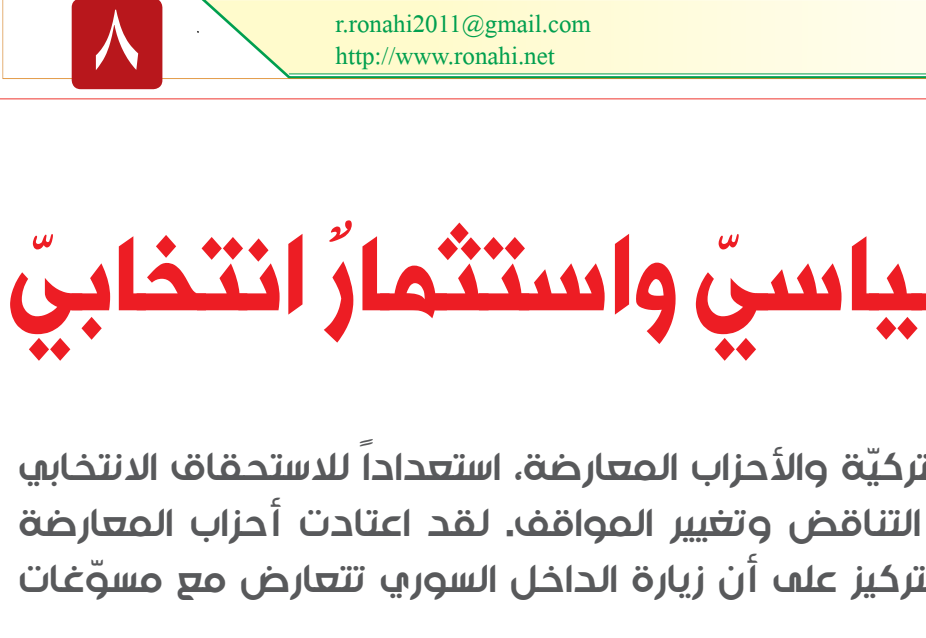 ٨
r.ronahi2011@gmail.com
http://www.ronahi.net
ياسيّ واستثمارٌ انتخابيّ
تركيّة والأحزاب المعارضة، استعداداً للاستحقاق الانتخابي
التناقض وتغيير المواقف. لقد اعتادت أحزاب المعارضة
تركيز على أن زيارة الداخل السوري تتعارض مع مسوّغات